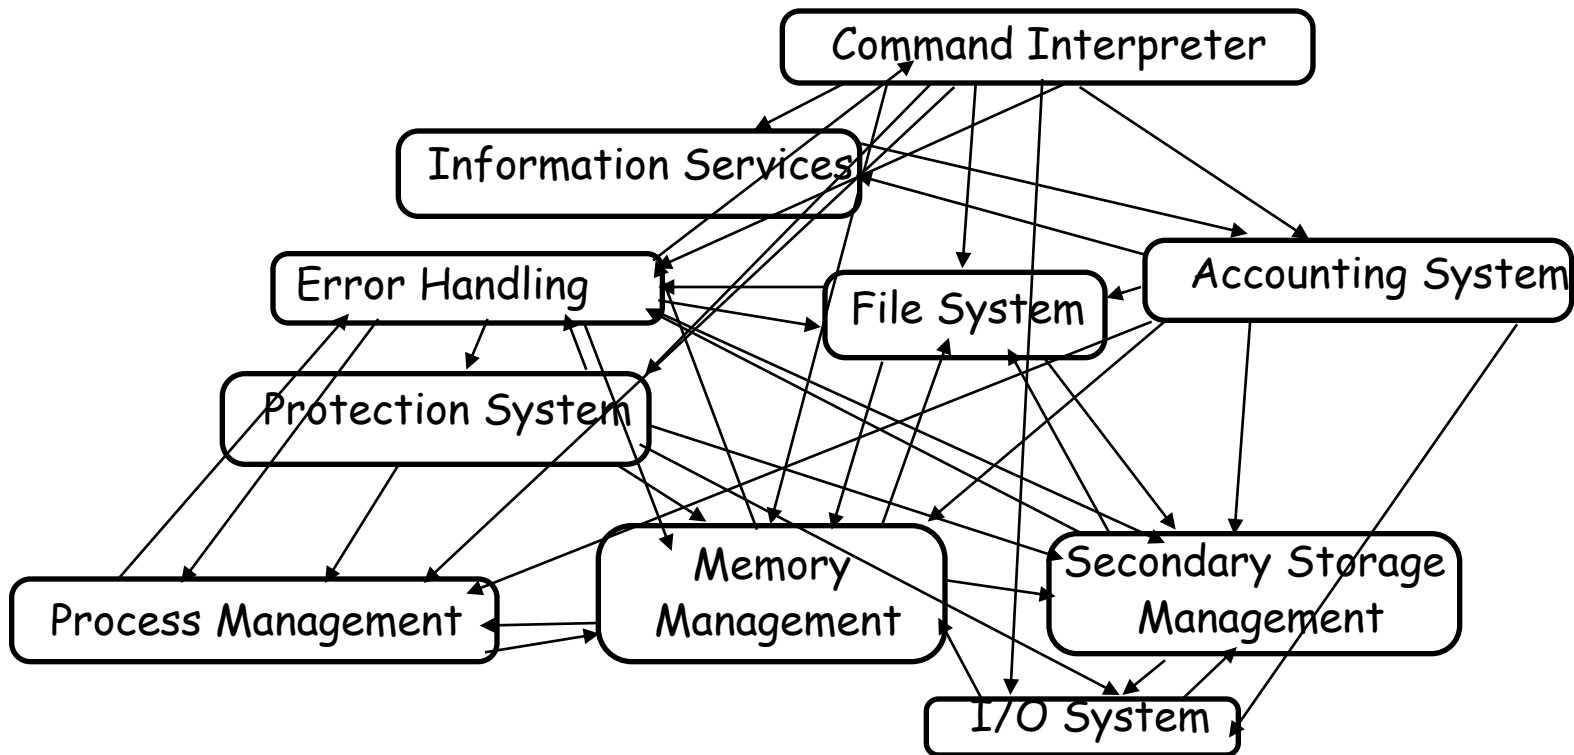 Command Interpreter
Information Services
Accounting System
Error Handling
File System
Protection System
Memory
Management
Secondary Storage
Management
Process Management
I/O System